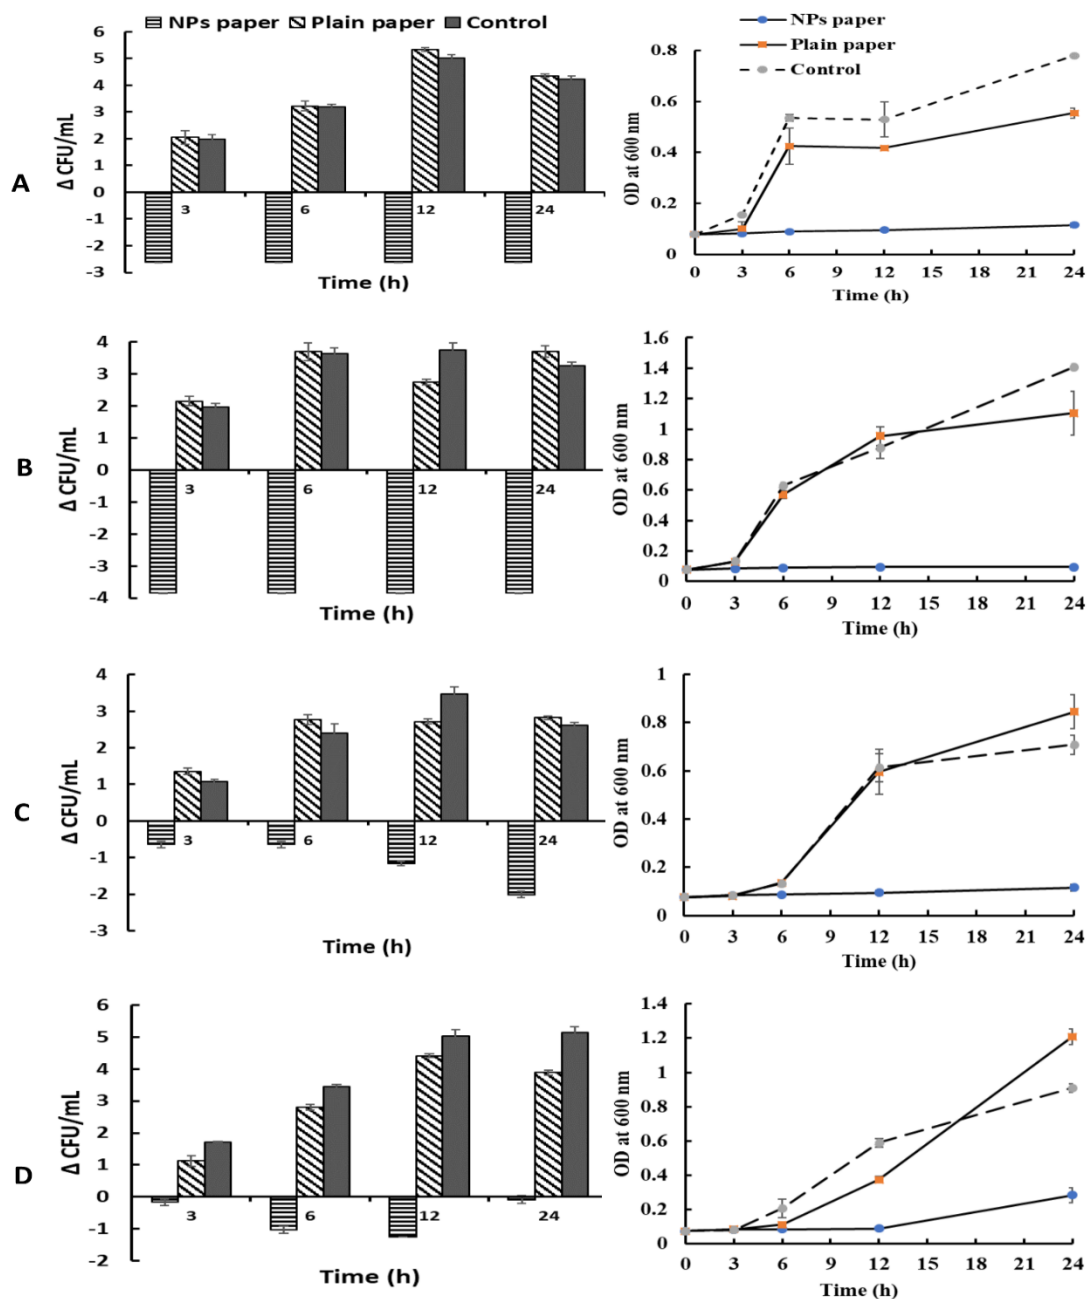 NPs paper Plain paper Control
6
5
4
3
2
1
0
-1
-2
-3
Δ CFU/mL
3 6 12 24
Time (h)
A
NPs paper
Plain paper
Control
0.8
0.6
0.4
0.2
0
OD at 600 nm
0 3 6 9 12 15 18 21 24
Time (h)
4
3
2
1
0
-1
-2
-3
-4
Δ CFU/mL
3 6 12 24
Time (h)
B
1.6
1.4
1.2
1
0.8
0.6
0.4
0.2
0
OD at 600 nm
0 3 6 9 12 15 18 21 24
Time (h)
4
3
2
1
0
-1
-2
-3
Δ CFU/mL
3 6 12 24
Time (h)
C
1
0.8
0.6
0.4
0.2
0
OD at 600 nm
0 3 6 9 12 15 18 21 24
Time (h)
6
5
4
3
2
1
0
-1
-2
Δ CFU/mL
3 6 12 24
Time (h)
D
1.4
1.2
1
0.8
0.6
0.4
0.2
0
OD at 600 nm
0 3 6 9 12 15 18 21 24
Time (h)